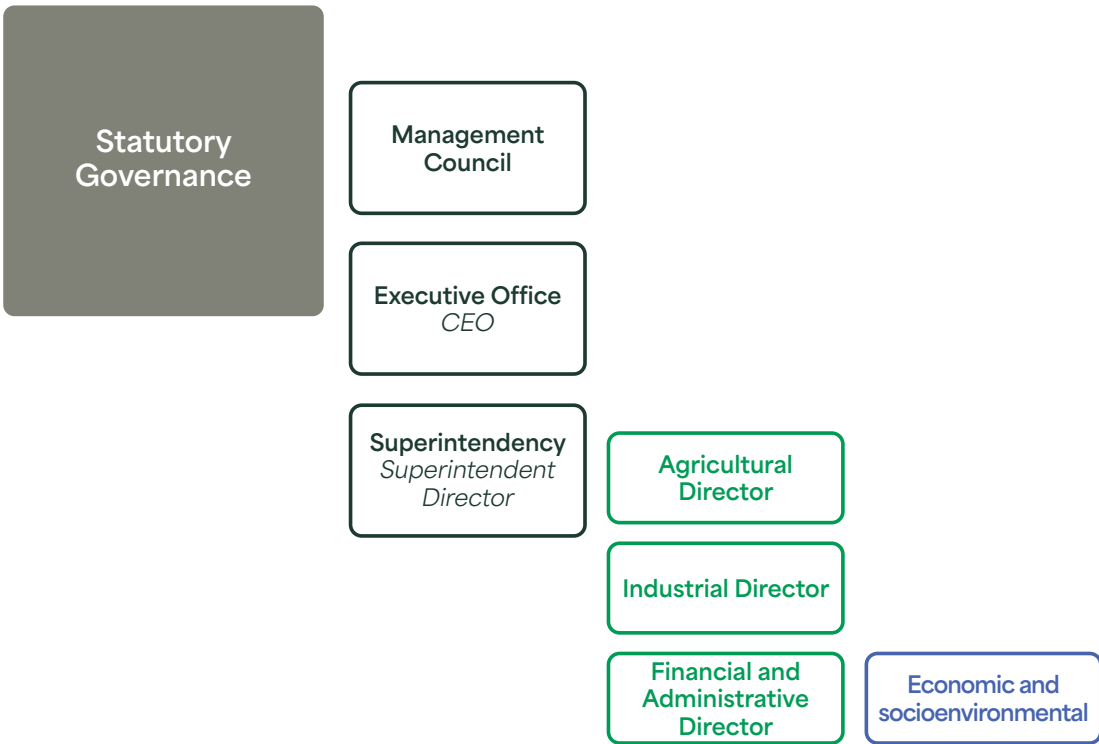 Statutory
Governance
Management
Council
Executive Office
CEO
Superintendency
Superintendent
Director
Agricultural
Director
Industrial Director
Financial and
Administrative
Director
Economic and
socioenvironmental